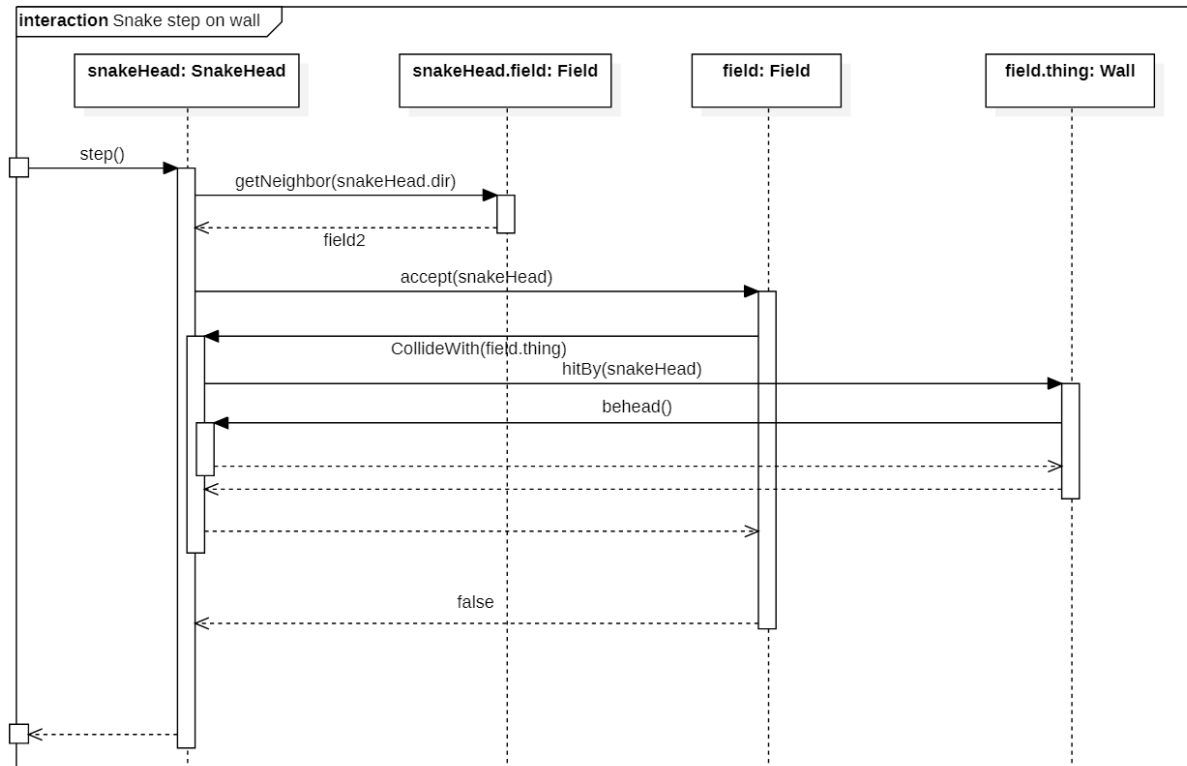 interaction Snake step on wall
snakeHead: SnakeHead
snakeHead.field: Field
field: Field
field.thing: Wall
step()
getNeighbor(snakeHead.dir)
field2
accept(snakeHead)
CollideWith(field.thing)
hitBy(snakeHead)
behead()
false